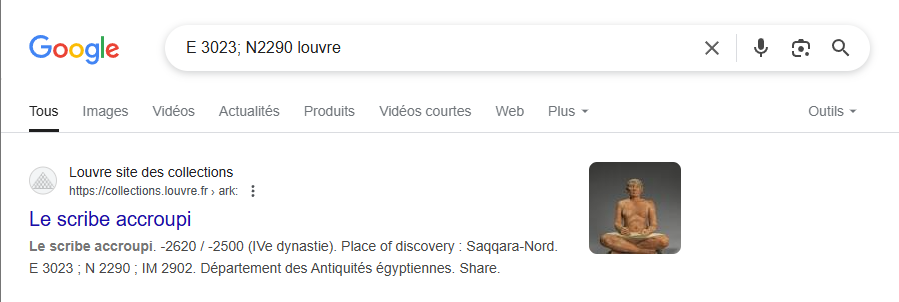 Google
E 3023; N2290 louvre
Tous Images Vidéos Actualités Produits Vidéos courtes Web Plus Outils
Louvre site des collections
https://collections.louvre.fr › ark:
Le scribe accroupi
Le scribe accroupi. -2620 / -2500 (IVe dynastie). Place of discovery : Saqqara-Nord.
E 3023 ; N 2290 ; IM 2902. Département des Antiquités égyptiennes. Share.